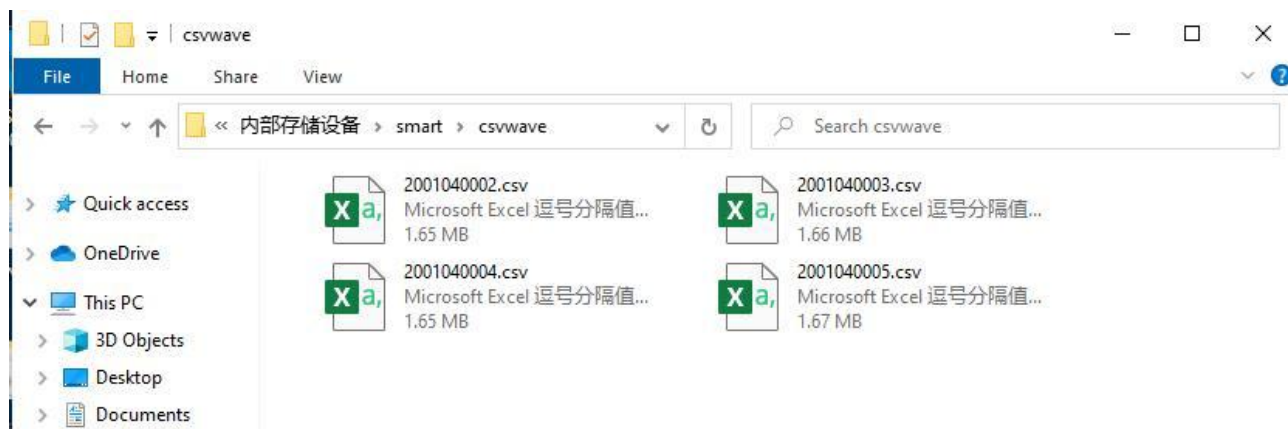 csvwave
File Home Share View
« 内部存储设备 › smart › csvwave
Search csvwave
Quick access
OneDrive
This PC
3D Objects
Desktop
Documents
2001040002.csv
Microsoft Excel 逗号分隔值...
1.65 MB
2001040003.csv
Microsoft Excel 逗号分隔值...
1.66 MB
2001040004.csv
Microsoft Excel 逗号分隔值...
1.65 MB
2001040005.csv
Microsoft Excel 逗号分隔值...
1.67 MB